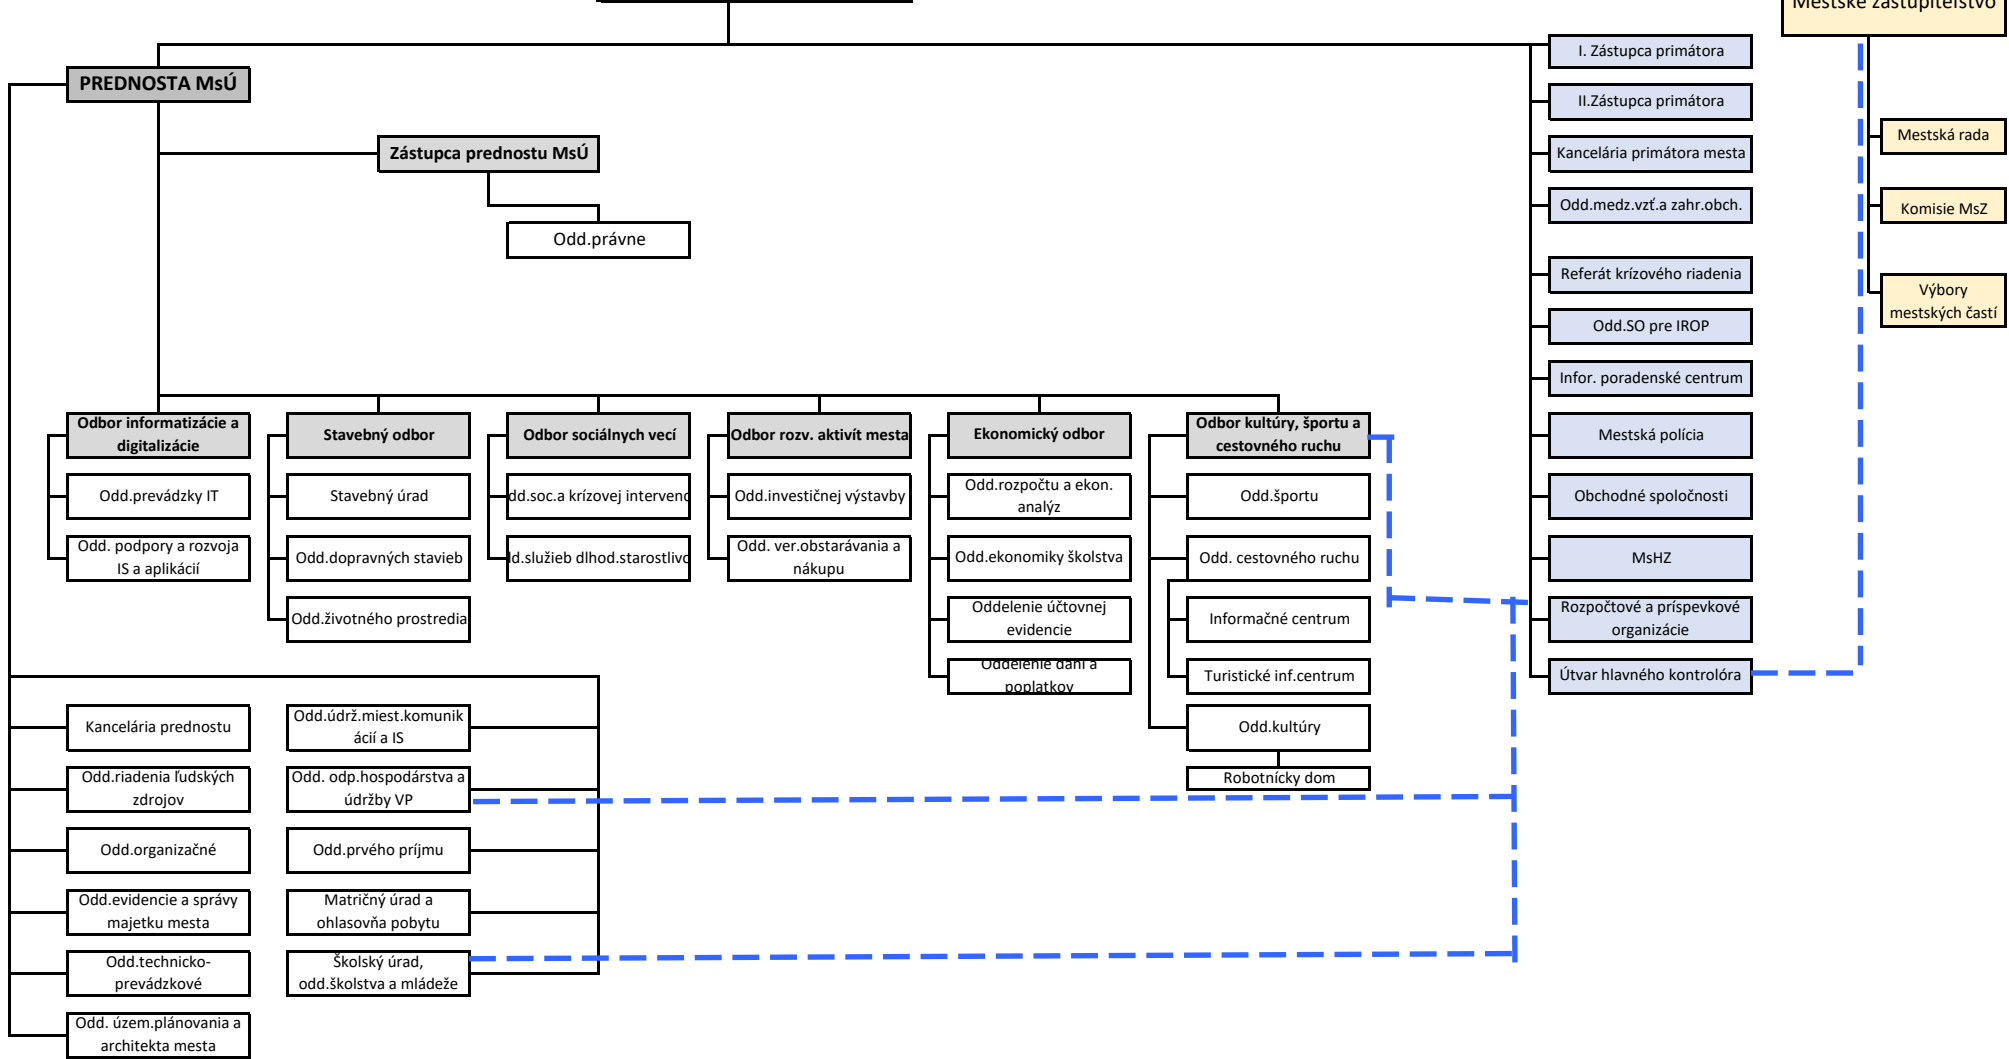 Mestské zastupiteľstvo
I. Zástupca primátora
PREDNOSTA MsÚ
II.Zástupca primátora
Mestská rada
Zástupca prednostu MsÚ
Kancelária primátora mesta
Odd.medz.vzť.a zahr.obch.
Komisie MsZ
Odd.právne
Referát krízového riadenia
Výbory
mestských častí
Odd.SO pre IROP
Infor. poradenské centrum
Odbor informatizácie a
digitalizácie
Stavebný odbor
Odbor sociálnych vecí
Odbor rozv. aktivít mesta
Ekonomický odbor
Odbor kultúry, športu a
cestovného ruchu
Mestská polícia
Odd.prevádzky IT
Stavebný úrad
dd.soc.a krízovej intervenc
Odd.investičnej výstavby
Odd.rozpočtu a ekon.
analýz
Odd.športu
Obchodné spoločnosti
Odd. podpory a rozvoja
IS a aplikácií
Odd.dopravných stavieb
d.služieb dlhod.starostlivo
Odd. ver.obstarávania a
nákupu
Odd.ekonomiky školstva
Odd. cestovného ruchu
MsHZ
Odd.životného prostredia
Oddelenie účtovnej
evidencie
Informačné centrum
Rozpočtové a príspevkové
organizácie
Oddelenie daní a
poplatkov
Turistické inf.centrum
Útvar hlavného kontrolóra
Kancelária prednostu
Odd.údrž.miest.komunik
ácií a IS
Odd.kultúry
Odd.riadenia ľudských
zdrojov
Odd. odp.hospodárstva a
údržby VP
Robotnícky dom
Odd.organizačné
Odd.prvého príjmu
Odd.evidencie a správy
majetku mesta
Matričný úrad a
ohlasovňa pobytu
Odd.technicko-
prevádzkové
Školský úrad,
odd.školstva a mládeže
Odd. územ.plánovania a
architekta mesta